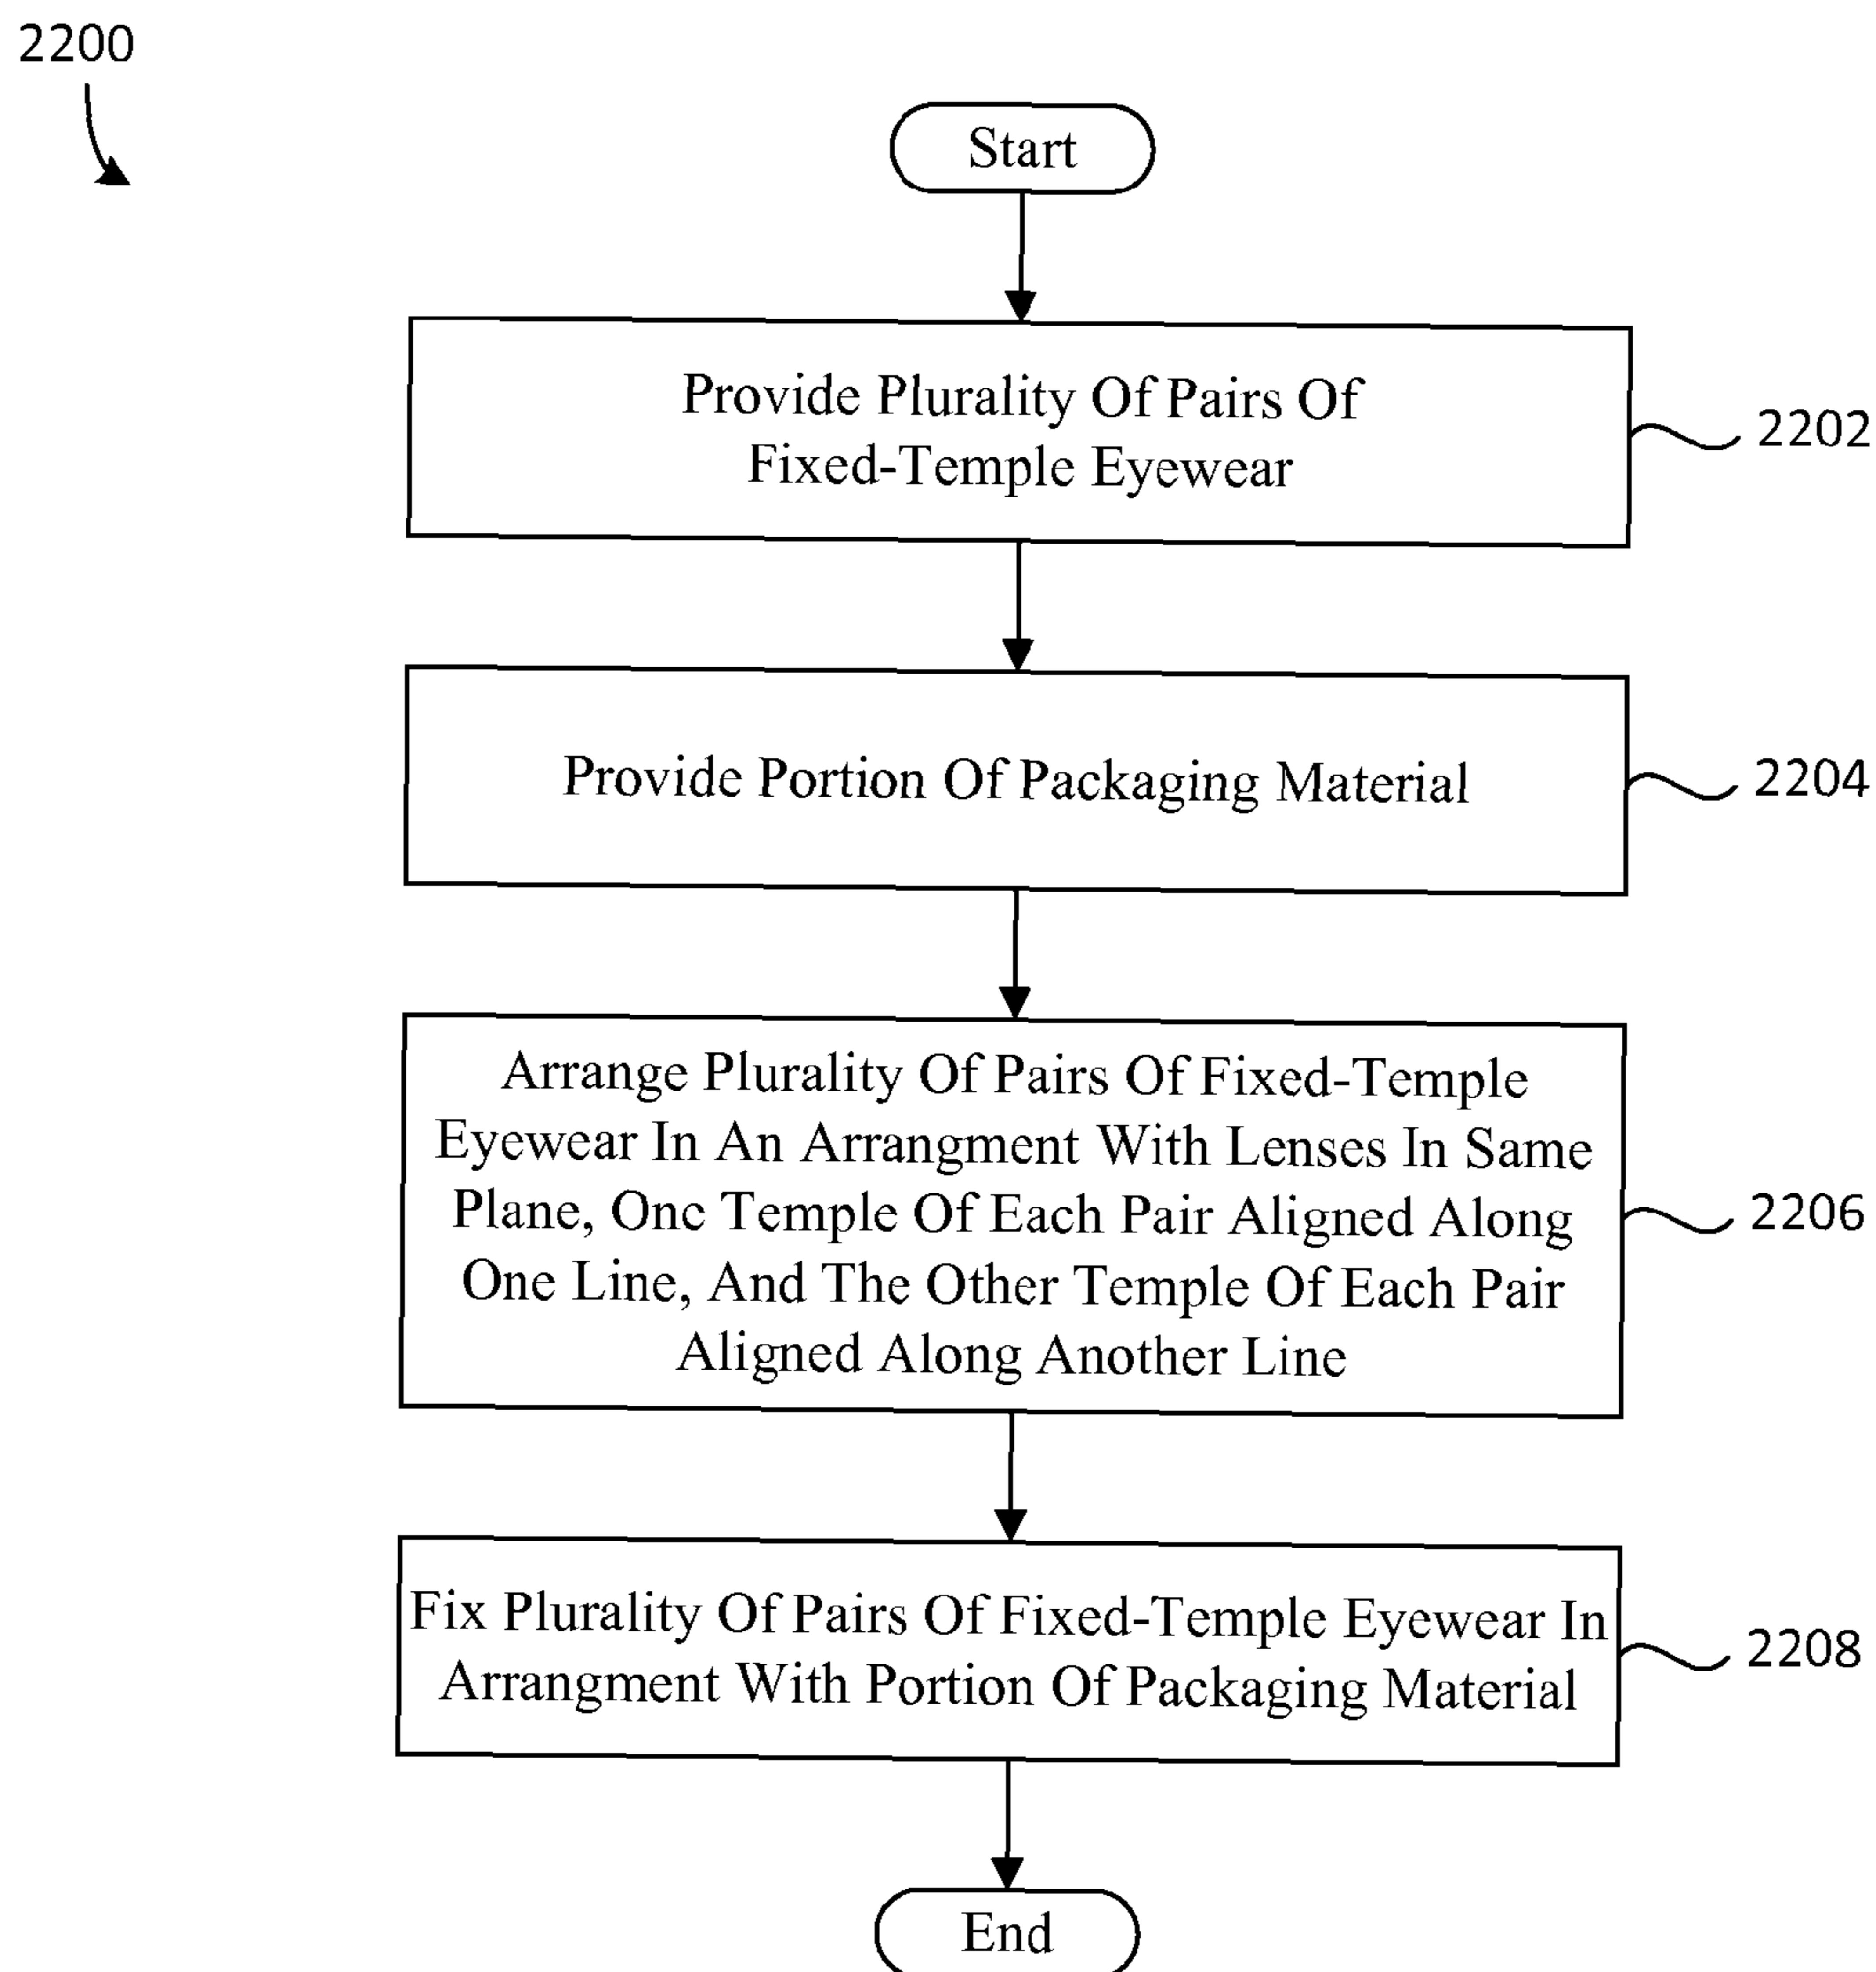 2200
Start
Provide Plurality Of Pairs Of
Fixed-Temple Eyewear
2202
Provide Portion Of Packaging Material
2204
Arrange Plurality Of Pairs Of Fixed-Temple
Eyewear In An Arrangment With Lenses In Same
Plane, One Temple Of Each Pair Aligned Along
One Line, And The Other Temple Of Each Pair
Aligned Along Another Line
2206
Fix Plurality Of Pairs Of Fixed-Temple Eyewear In
Arrangment With Portion Of Packaging Material
2208
End